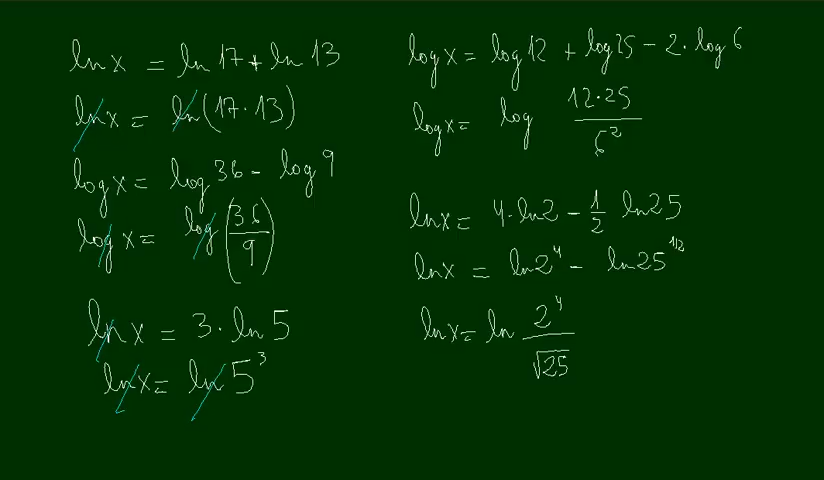 ln x = ln 17 + ln 13
ln x = ln (17 · 13)
log x = log 36 - log 9
log x = log (36/9)
ln x = 3 · ln 5
ln x = ln 5³
log x = log 12 + log 25 - 2 · log 6
log x = log 12·25/6²
ln x = 4 · ln 2 - 1/2 ln 25
ln x = ln 2⁴ - ln 25^1/2
ln x = ln 2⁴/√25